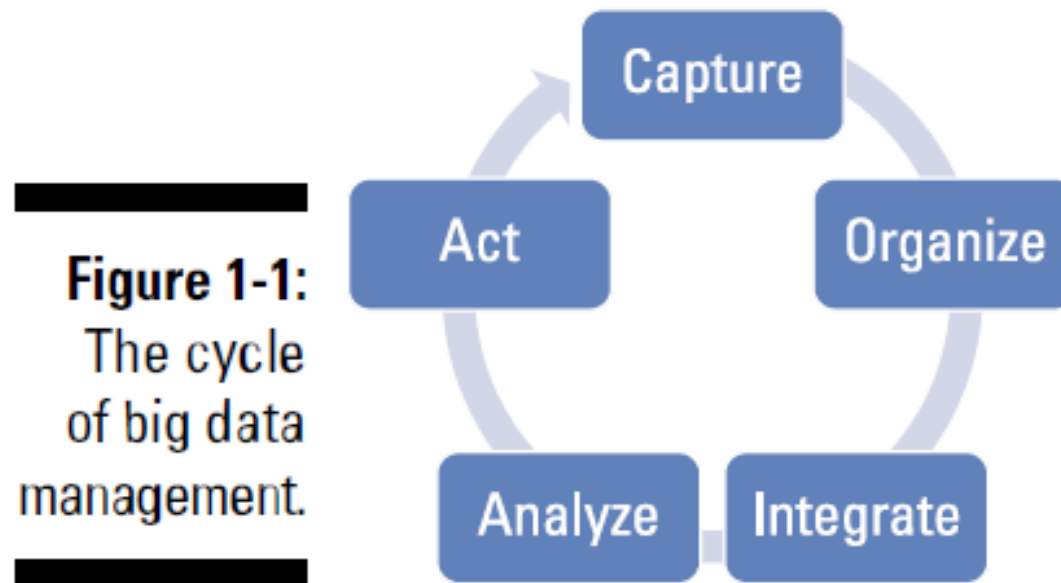 Capture
Act
Organize
Figure 1-1:
The cycle
of big data
management.
Analyze
Integrate